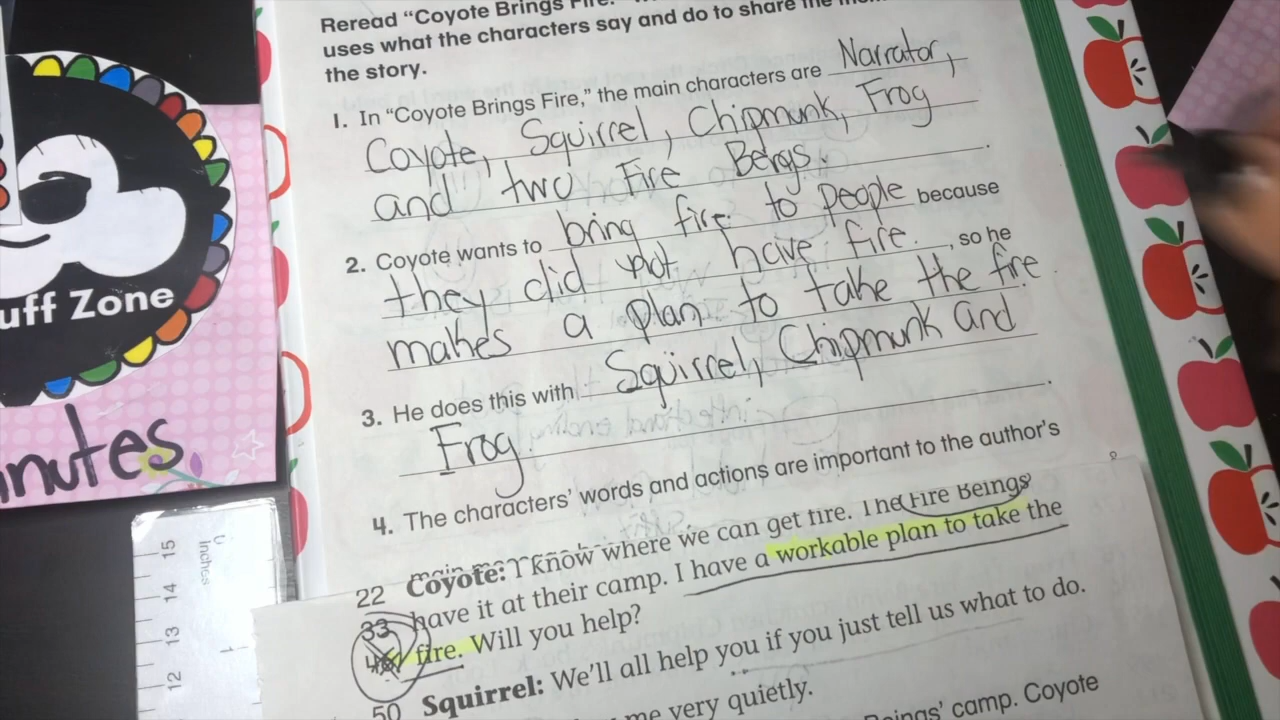 Reread “Coyote Brings Fire.”
uses what the characters say and do to share the
the story.
1. In “Coyote Brings Fire,” the main characters are Narrator,
Coyote, Squirrel, Chipmunk, Frog
and two Fire Beings.
2. Coyote wants to bring fire to people because
they did not have fire. , so he
makes a plan to take the fire.
3. He does this with Squirrel, Chipmunk and
Frog .
4. The characters’ words and actions are important to the author’s
22 Coyote: I know where we can get fire. The Fire Beings
33 have it at their camp. I have a workable plan to take the
fire. Will you help?
50 Squirrel: We’ll all help you if you just tell us what to do.
me very quietly.
camp. Coyote
uff Zone
nutes
Inches
15
14
13
12